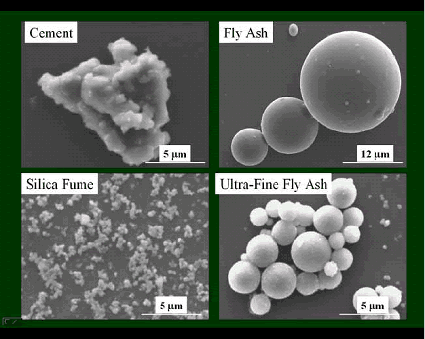 Cement
Fly Ash
5 µm
12 µm
Silica Fume
Ultra-Fine Fly Ash
5 µm
5 µm